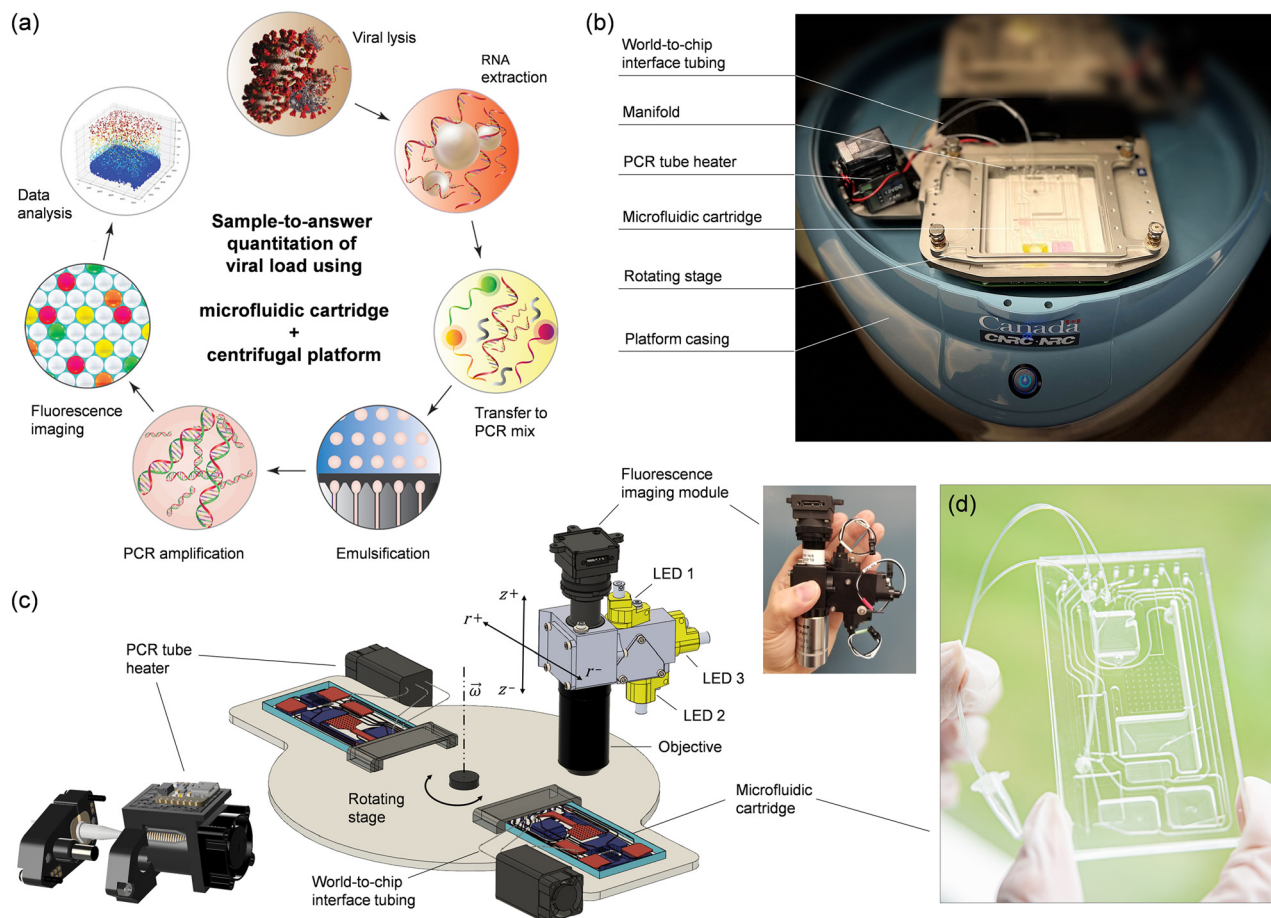 (a)
Viral lysis
RNA
extraction
Transfer to
PCR mix
Emulsification
PCR amplification
Fluorescence
imaging
Data
analysis
Sample-to-answer
quantitation of
viral load using
microfluidic cartridge
+
centrifugal platform
(b)
World-to-chip
interface tubing
Manifold
PCR tube heater
Microfluidic cartridge
Rotating stage
Platform casing
12VDC
Canada
CNRC·NRC
(c)
PCR tube
heater
Rotating
stage
World-to-chip
interface tubing
Fluorescence
imaging module
z+
r+
r−
z−
ω⃗
LED 1
LED 3
LED 2
Objective
Microfluidic
cartridge
(d)